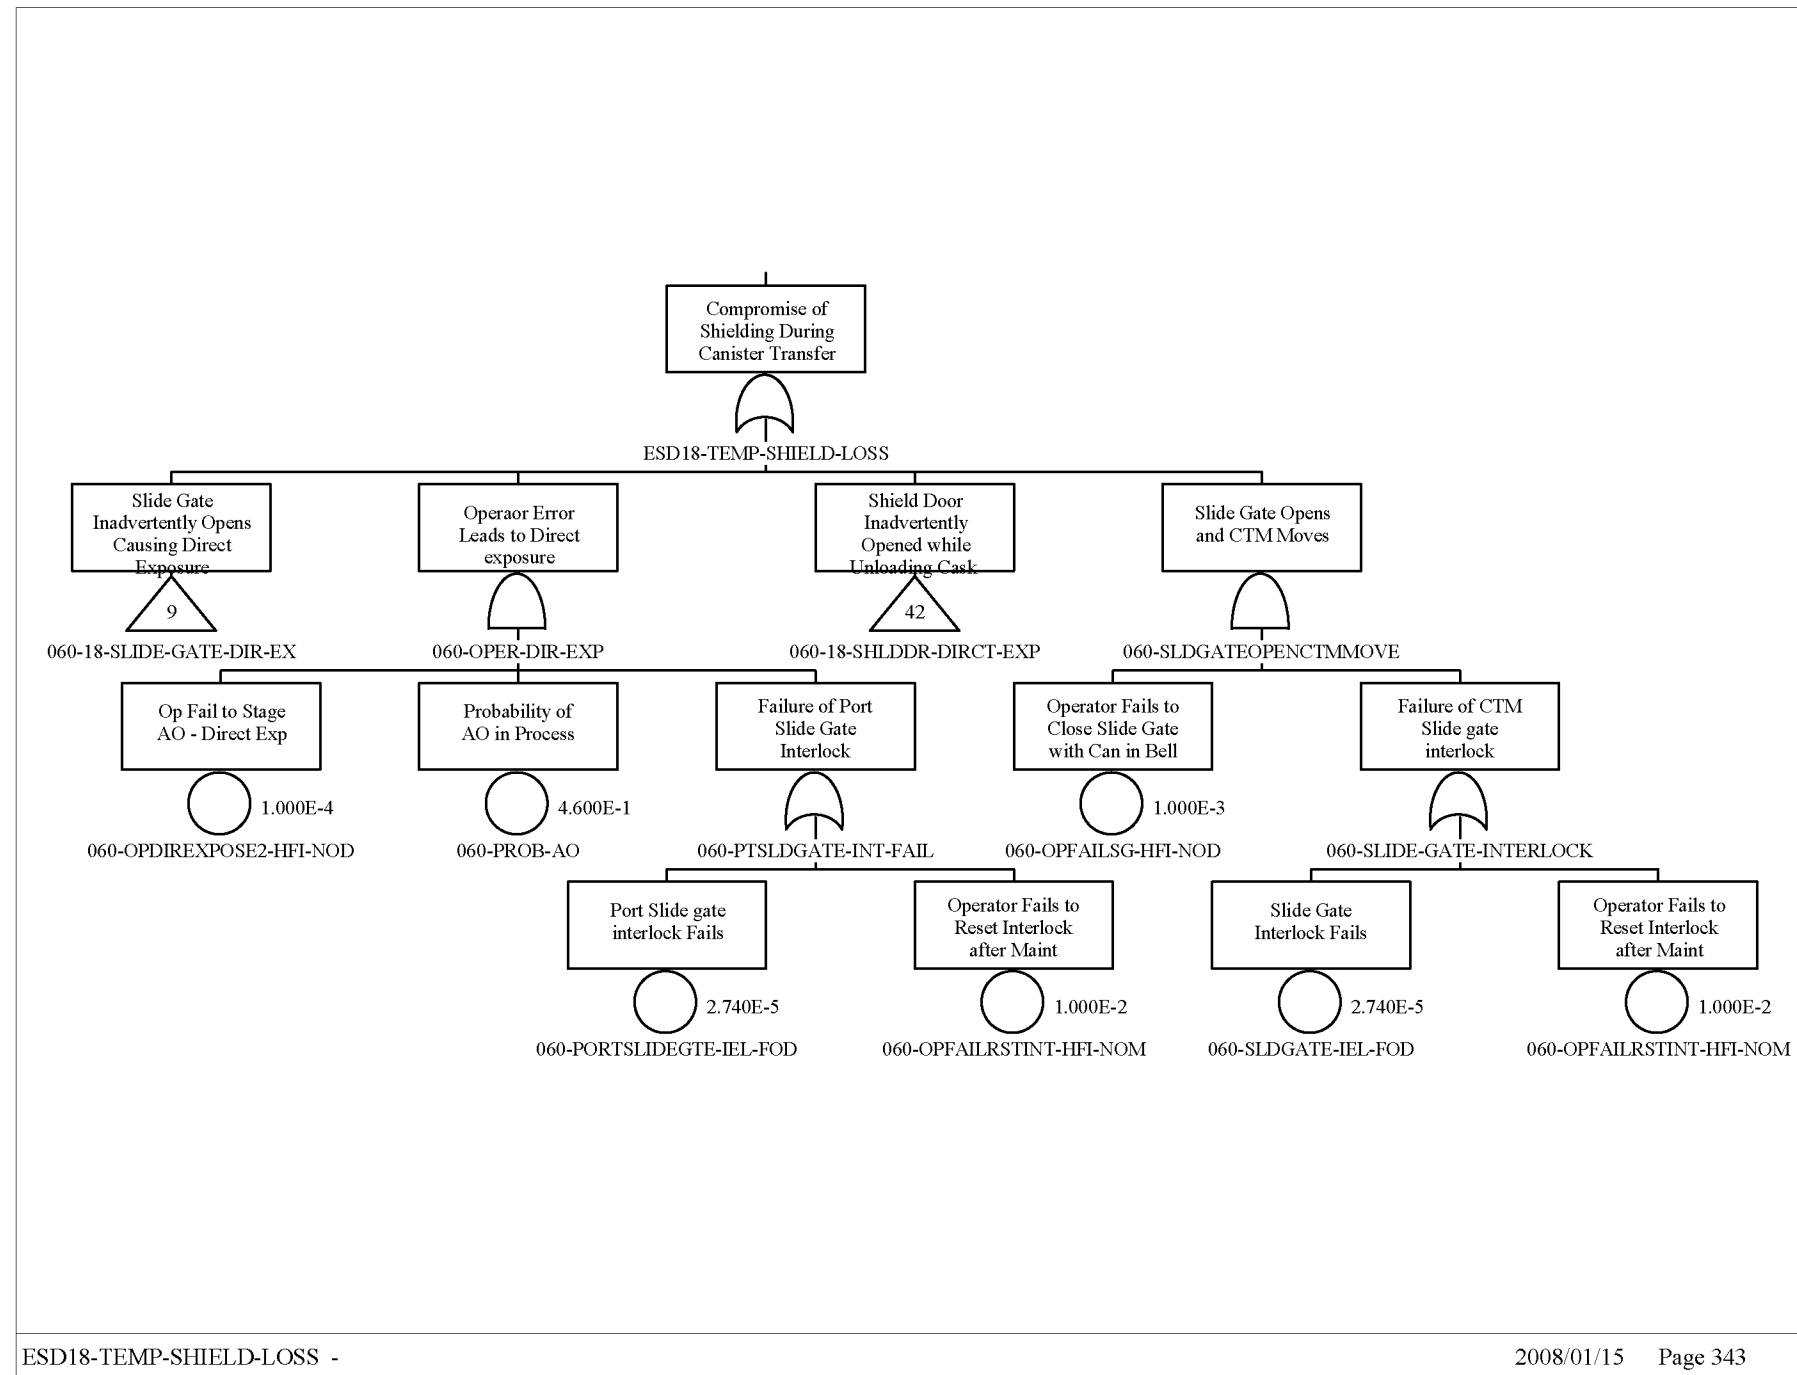 Compromise of
Shielding During
Canister Transfer
ESD18-TEMP-SHIELD-LOSS
Slide Gate
Inadvertently Opens
Causing Direct
Exposure
9
060-18-SLIDE-GATE-DIR-EX
Operaor Error
Leads to Direct
exposure
060-OPER-DIR-EXP
Shield Door
Inadvertently
Opened while
Unloading Cask
42
060-18-SHLDDR-DIRCT-EXP
Slide Gate Opens
and CTM Moves
060-SLDGATEOPENCTMMOVE
Op Fail to Stage
AO - Direct Exp
1.000E-4
060-OPDIREXPOSE2-HFI-NOD
Probability of
AO in Process
4.600E-1
060-PROB-AO
Failure of Port
Slide Gate
Interlock
060-PTSLDGATE-INT-FAIL
Operator Fails to
Close Slide Gate
with Can in Bell
1.000E-3
060-OPFAILSG-HFI-NOD
Failure of CTM
Slide gate
interlock
060-SLIDE-GATE-INTERLOCK
Port Slide gate
interlock Fails
2.740E-5
060-PORTSLIDEGTE-IEL-FOD
Operator Fails to
Reset Interlock
after Maint
1.000E-2
060-OPFAILRSTINT-HFI-NOM
Slide Gate
Interlock Fails
2.740E-5
060-SLDGATE-IEL-FOD
Operator Fails to
Reset Interlock
after Maint
1.000E-2
060-OPFAILRSTINT-HFI-NOM
ESD18-TEMP-SHIELD-LOSS -
2008/01/15 Page 343